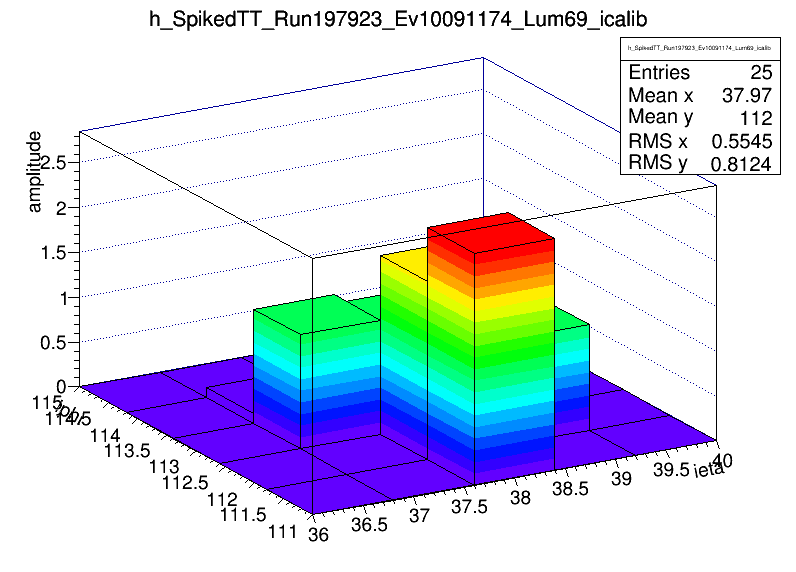 h_SpikedTT_Run197923_Ev10091174_Lum69_icalib
h_SpikedTT_Run197923_Ev10091174_Lum69_icalib
Entries 25
Mean x 37.97
Mean y 112
RMS x 0.5545
RMS y 0.8124
amplitude
2.5
2
1.5
1
0.5
0
115
114.5
114
113.5
113
112.5
112
111.5
111
36
36.5
37
37.5
38
38.5
39
39.5
40
ieta